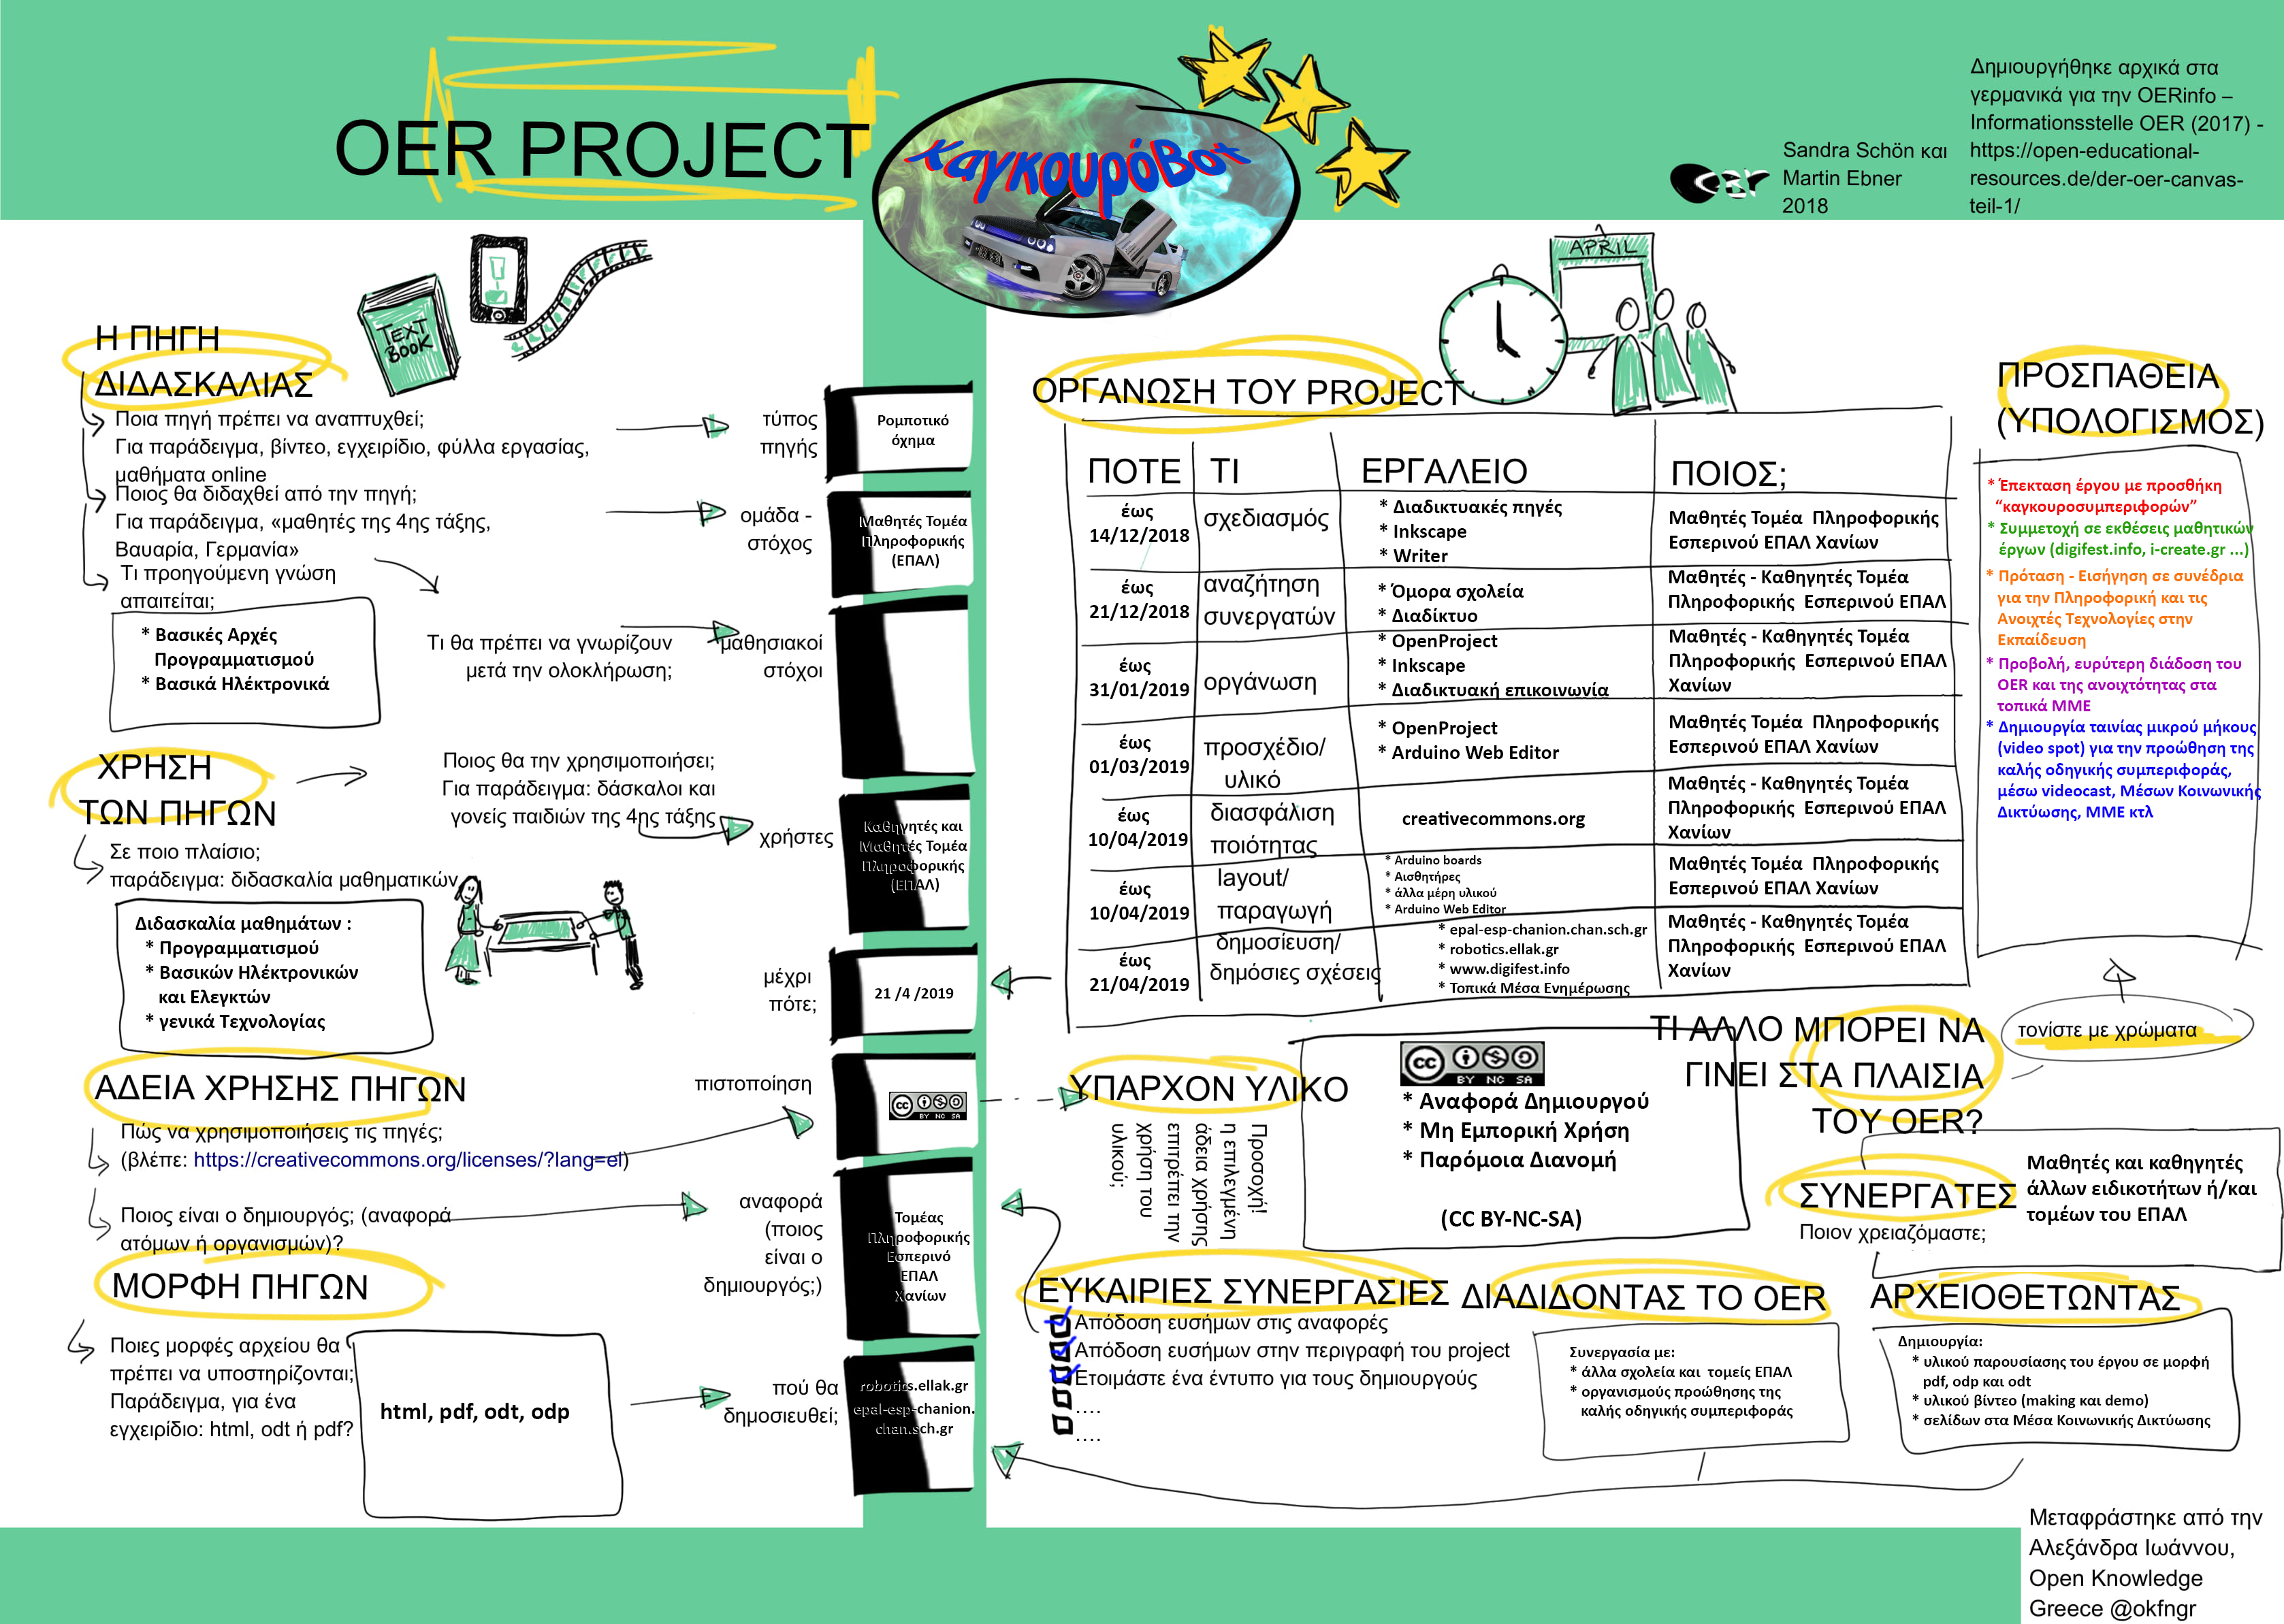 OER PROJECT
καγκουρόBot
Sandra Schön και
Martin Ebner
2018
Δημιουργήθηκε αρχικά στα
γερμανικά για την OERinfo –
Informationsstelle OER (2017) -
https://open-educational-
resources.de/der-oer-canvas-
teil-1/
oer
TEXT
BOOK
APRIL
Η ΠΗΓΗ
ΔΙΔΑΣΚΑΛΙΑΣ
Ποια πηγή πρέπει να αναπτυχθεί;
Για παράδειγμα, βίντεο, εγχειρίδιο, φύλλα εργασίας,
μαθήματα online
Ποιος θα διδαχθεί από την πηγή;
Για παράδειγμα, «μαθητές της 4ης τάξης,
Βαυαρία, Γερμανία»
Τι προηγούμενη γνώση
απαιτείται;
* Βασικές Αρχές
Προγραμματισμού
* Βασικά Ηλέκτρονικά
Τι θα πρέπει να γνωρίζουν
μετά την ολοκλήρωση;
τύπος
πηγής
Ρομποτικό
όχημα
ομάδα -
στόχος
Μαθητές Τομέα
Πληροφορικής
(ΕΠΑΛ)
μαθησιακοί
στόχοι
ΧΡΗΣΗ
ΤΩΝ ΠΗΓΩΝ
Ποιος θα την χρησιμοποιήσει;
Για παράδειγμα: δάσκαλοι και
γονείς παιδιών της 4ης τάξης
χρήστες
Καθηγητές και
Μαθητές Τομέα
Πληροφορικής
(ΕΠΑΛ)
Σε ποιο πλαίσιο;
παράδειγμα: διδασκαλία μαθηματικών
Διδασκαλία μαθημάτων :
* Προγραμματισμού
* Βασικών Ηλέκτρονικών
και Ελεγκτών
* γενικά Τεχνολογίας
μέχρι
πότε;
21 /4 /2019
ΑΔΕΙΑ ΧΡΗΣΗΣ ΠΗΓΩΝ
Πώς να χρησιμοποιήσεις τις πηγές;
(βλέπε: https://creativecommons.org/licenses/?lang=el)
Ποιος είναι ο δημιουργός; (αναφορά
ατόμων ή οργανισμών)?
πιστοποίηση
cc BY NC SA
αναφορά
(ποιος
είναι ο
δημιουργός;)
Τομέας
Πληροφορικής
Εσπερινό
ΕΠΑΛ
Χανίων
ΜΟΡΦΗ ΠΗΓΩΝ
Ποιες μορφές αρχείου θα
πρέπει να υποστηρίζονται;
Παράδειγμα, για ένα
εγχειρίδιο: html, odt ή pdf?
html, pdf, odt, odp
πού θα
δημοσιευθεί;
robotics.ellak.gr
epal-esp-chanion.
chan.sch.gr
ΟΡΓΑΝΩΣΗ ΤΟΥ PROJECT
ΠΟΤΕ ΤΙ ΕΡΓΑΛΕΙΟ ΠΟΙΟΣ;
έως
14/12/2018
σχεδιασμός
* Διαδικτυακές πηγές
* Inkscape
* Writer
Μαθητές Τομέα Πληροφορικής
Εσπερινού ΕΠΑΛ Χανίων
έως
21/12/2018
αναζήτηση
συνεργατών
* Όμορα σχολεία
* Διαδίκτυο
Μαθητές - Καθηγητές Τομέα
Πληροφορικής Εσπερινού ΕΠΑΛ
έως
31/01/2019
οργάνωση
* OpenProject
* Inkscape
* Διαδικτυακή επικοινωνία
Μαθητές - Καθηγητές Τομέα
Πληροφορικής Εσπερινού ΕΠΑΛ
Χανίων
έως
01/03/2019
προσχέδιο/
υλικό
* OpenProject
* Arduino Web Editor
Μαθητές Τομέα Πληροφορικής
Εσπερινού ΕΠΑΛ Χανίων
έως
10/04/2019
διασφάλιση
ποιότητας
creativecommons.org
Μαθητές - Καθηγητές Τομέα
Πληροφορικής Εσπερινού ΕΠΑΛ
Χανίων
έως
10/04/2019
layout/
παραγωγή
* Arduino boards
* Αισθητήρες
* άλλα μέρη υλικού
* Arduino Web Editor
Μαθητές Τομέα Πληροφορικής
Εσπερινού ΕΠΑΛ Χανίων
έως
21/04/2019
δημοσίευση/
δημόσιες σχέσεις
* epal-esp-chanion.chan.sch.gr
* robotics.ellak.gr
* www.digifest.info
* Τοπικά Μέσα Ενημέρωσης
Μαθητές - Καθηγητές Τομέα
Πληροφορικής Εσπερινού ΕΠΑΛ
Χανίων
ΠΡΟΣΠΑΘΕΙΑ
(ΥΠΟΛΟΓΙΣΜΟΣ)
* Έπεκταση έργου με προσθήκη
“καγκουροσυμπεριφορών”
* Συμμετοχή σε εκθέσεις μαθητικών
έργων (digifest.info, i-create.gr ...)
* Πρόταση - Εισήγηση σε συνέδρια
για την Πληροφορική και τις
Ανοιχτές Τεχνολογίες στην
Εκπαίδευση
* Προβολή, ευρύτερη διάδοση του
OER και της ανοιχτότητας στα
τοπικά ΜΜΕ
* Δημιουργία ταινίας μικρού μήκους
(video spot) για την προώθηση της
καλής οδηγικής συμπεριφοράς,
μέσω videocast, Μέσων Κοινωνικής
Δικτύωσης, ΜΜΕ κτλ
τονίστε με χρώματα
ΥΠΑΡΧΟΝ ΥΛΙΚΟ
Προσοχή!
η επιλεγμένη
άδεια χρήσης
επιτρέπει την
χρήση του
υλικού;
cc BY NC SA
* Αναφορά Δημιουργού
* Μη Εμπορική Χρήση
* Παρόμοια Διανομή
(CC BY-NC-SA)
ΤΙ ΑΛΛΟ ΜΠΟΡΕΙ ΝΑ
ΓΙΝΕΙ ΣΤΑ ΠΛΑΙΣΙΑ
ΤΟΥ OER?
ΣΥΝΕΡΓΑΤΕΣ
Ποιον χρειαζόμαστε;
Μαθητές και καθηγητές
άλλων ειδικοτήτων ή/και
τομέων του ΕΠΑΛ
ΕΥΚΑΙΡΙΕΣ ΣΥΝΕΡΓΑΣΙΕΣ
Απόδοση ευσήμων στις αναφορές
Απόδοση ευσήμων στην περιγραφή του project
Ετοιμάστε ένα έντυπο για τους δημιουργούς
....
....
ΔΙΑΔΙΔΟΝΤΑΣ ΤΟ OER
Συνεργασία με:
* άλλα σχολεία και τομείς ΕΠΑΛ
* οργανισμούς προώθησης της
καλής οδηγικής συμπεριφοράς
ΑΡΧΕΙΟΘΕΤΩΝΤΑΣ
Δημιουργία:
* υλικού παρουσίασης του έργου σε μορφή
pdf, odp και odt
* υλικού βίντεο (making και demo)
* σελίδων στα Μέσα Κοινωνικής Δικτύωσης
Μεταφράστηκε από την
Αλεξάνδρα Ιωάννου,
Open Knowledge
Greece @okfngr